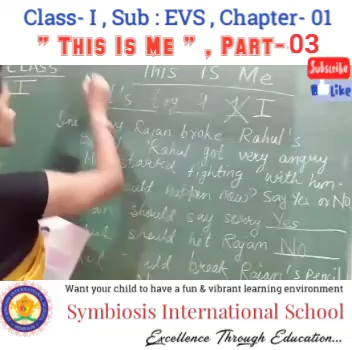 Class- I , Sub : EVS , Chapter- 01
" This Is Me " , Part-03
Subscribe
Like
CLASS This Is Me
I
toy 4 X I
Rajan broke Rahul's
Rahul got very angry
started fighting with him.
happen now? Say Yes or No
should say sorry Yes
should hit Rajan No
break Rajan's pencil
Want your child to have a fun & vibrant learning environment
Symbiosis International School
Excellence Through Education...